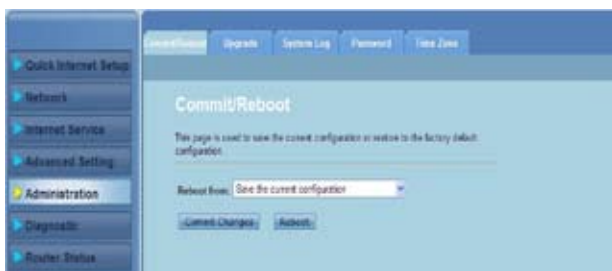 Commit/Reboot Upgrade System Log Password Time Zone
Quick Internet Setup
Network
Internet Service
Advanced Setting
Administration
Diagnostic
Router Status
Commit/Reboot
This page is used to save the current configuration or restore to the factory default
configuration.
Reboot from: Save the current configuration
Commit Changes Reboot